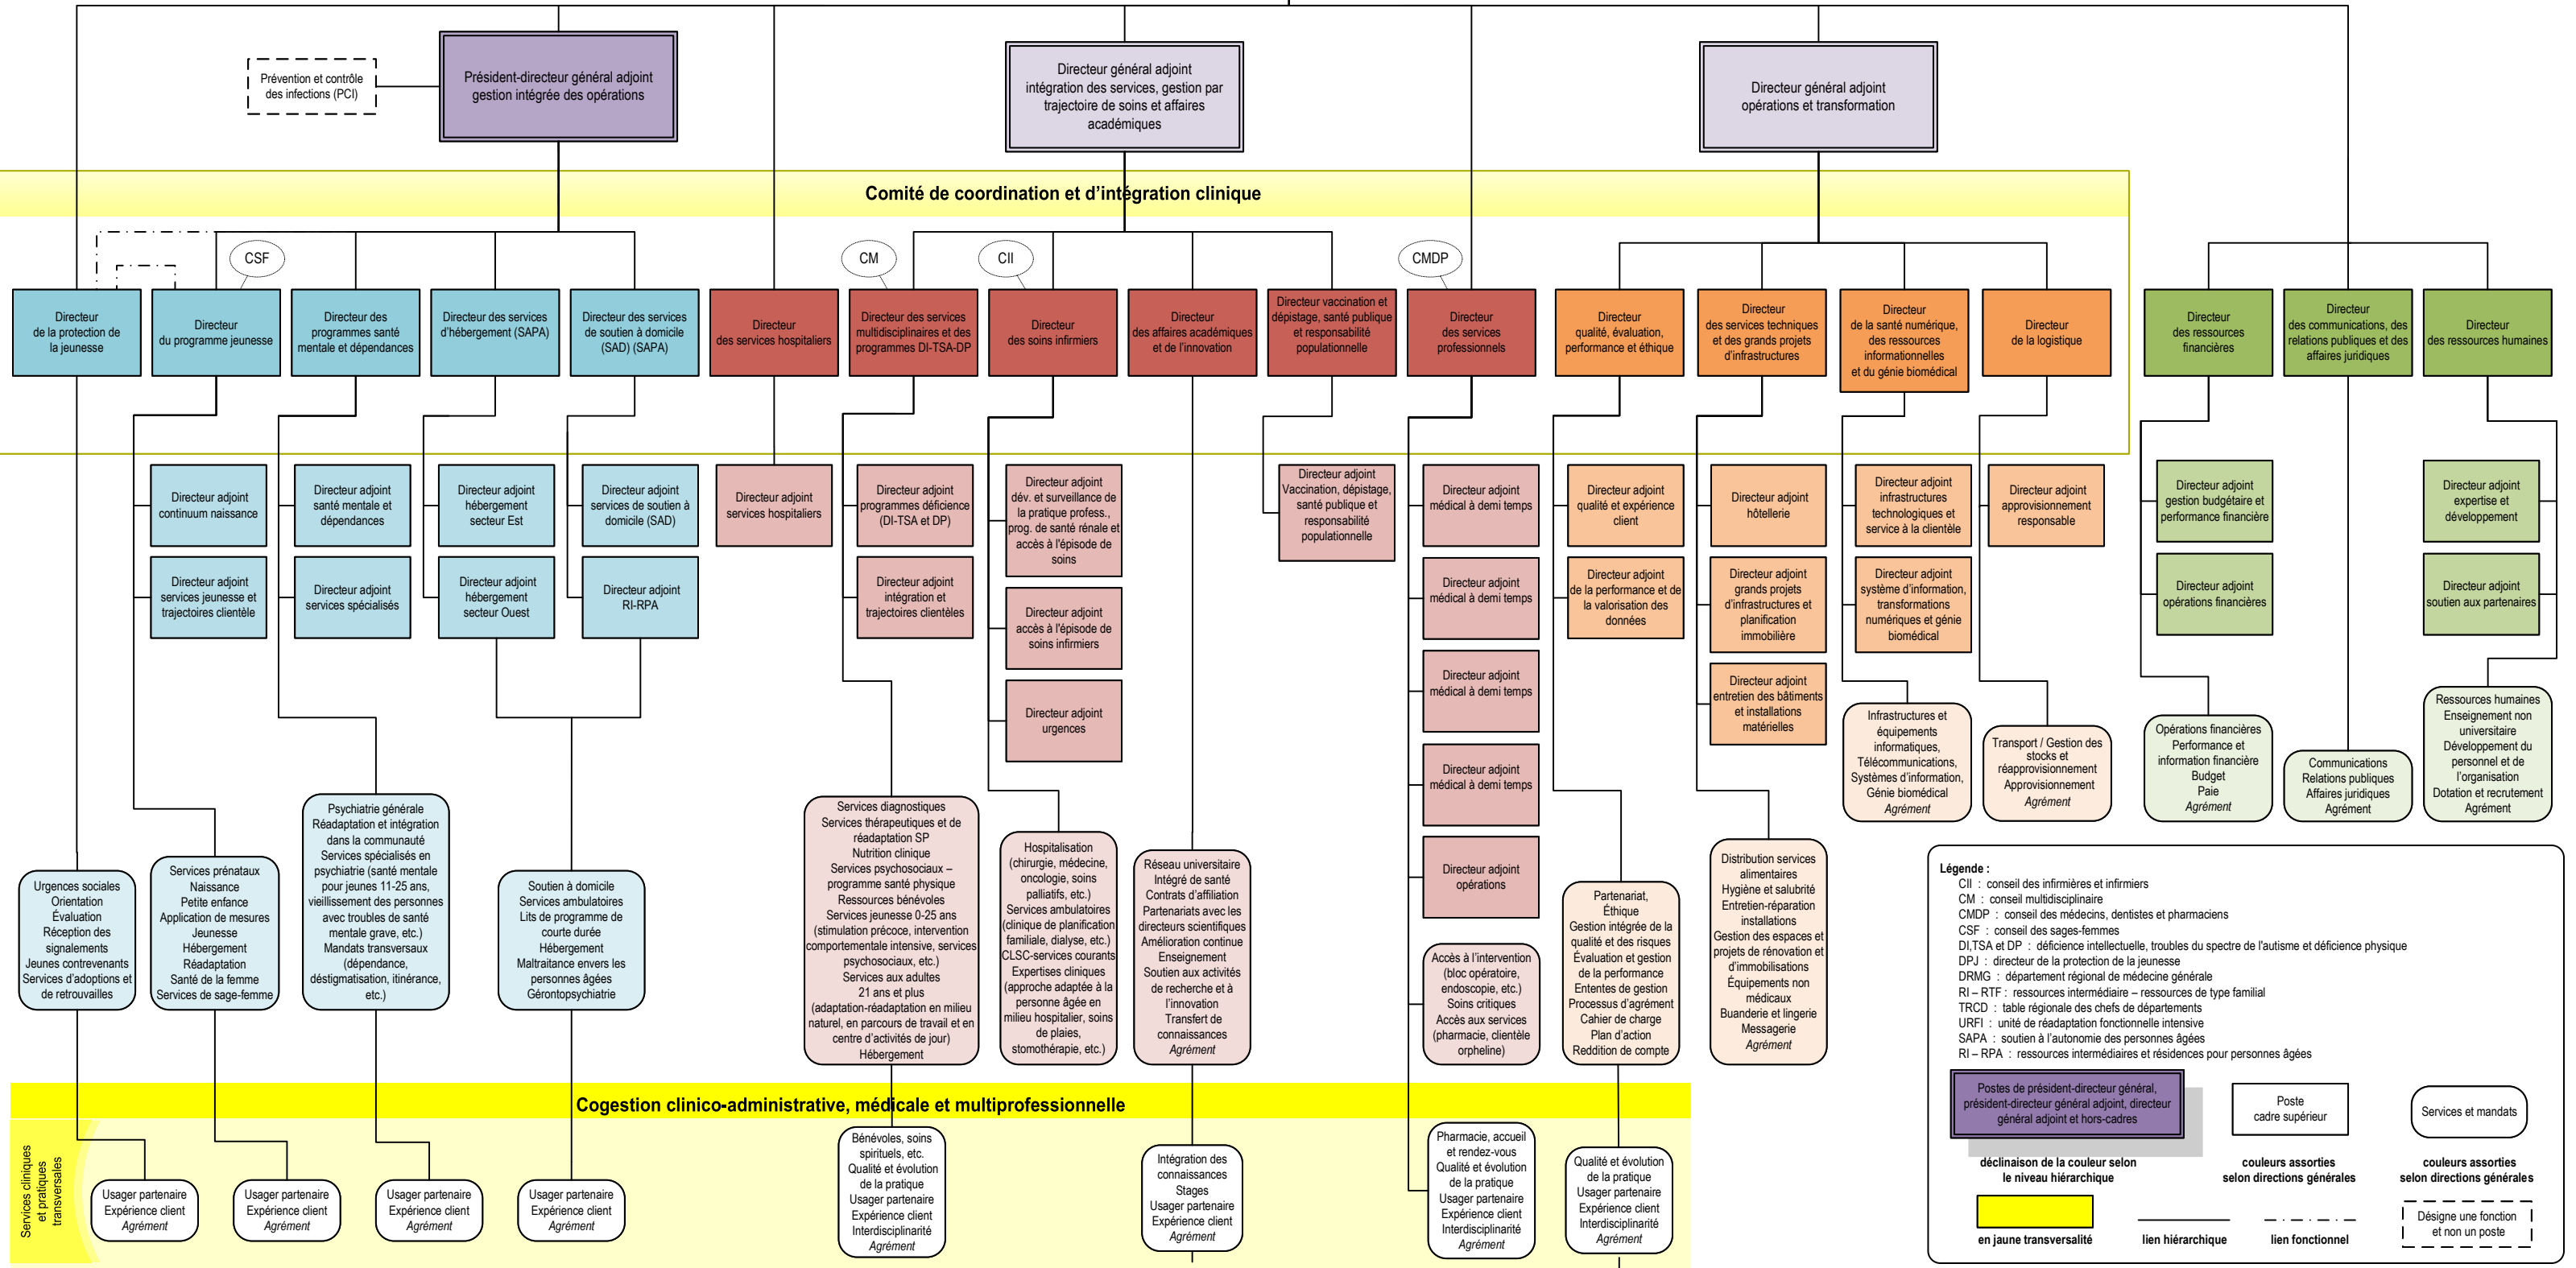 Prévention et contrôle
des infections (PCI)
Président-directeur général adjoint
gestion intégrée des opérations
Directeur général adjoint
intégration des services, gestion par
trajectoire de soins et affaires
académiques
Directeur général adjoint
opérations et transformation
Comité de coordination et d'intégration clinique
CSF
CM
CII
CMDP
Directeur
de la protection de
la jeunesse
Directeur
du programme jeunesse
Directeur des
programmes santé
mentale et dépendances
Directeur des services
d'hébergement (SAPA)
Directeur des services
de soutien à domicile
(SAD) (SAPA)
Directeur
des services hospitaliers
Directeur des services
multidisciplinaires et des
programmes DI-TSA-DP
Directeur
des soins infirmiers
Directeur
des affaires académiques
et de l'innovation
Directeur vaccination et
dépistage, santé publique
et responsabilité
populationnelle
Directeur
des services
professionnels
Directeur
qualité, évaluation,
performance et éthique
Directeur
des services techniques
et des grands projets
d'infrastructures
Directeur
de la santé numérique,
des ressources
informationnelles
et du génie biomédical
Directeur
de la logistique
Directeur
des ressources
financières
Directeur
des communications, des
relations publiques et des
affaires juridiques
Directeur
des ressources humaines
Directeur adjoint
continuum naissance
Directeur adjoint
santé mentale et
dépendances
Directeur adjoint
hébergement
secteur Est
Directeur adjoint
services de soutien à
domicile (SAD)
Directeur adjoint
services hospitaliers
Directeur adjoint
programmes déficience
(DI-TSA et DP)
Directeur adjoint
dév. et surveillance de
la pratique profess.,
prog. de santé rénale et
accès à l'épisode de
soins
Directeur adjoint
Vaccination, dépistage,
santé publique et
responsabilité
populationnelle
Directeur adjoint
médical à demi temps
Directeur adjoint
qualité et expérience
client
Directeur adjoint
hôtellerie
Directeur adjoint
infrastructures
technologiques et
service à la clientèle
Directeur adjoint
approvisionnement
responsable
Directeur adjoint
gestion budgétaire et
performance financière
Directeur adjoint
expertise et
développement
Directeur adjoint
services jeunesse et
trajectoires clientèle
Directeur adjoint
services spécialisés
Directeur adjoint
hébergement
secteur Ouest
Directeur adjoint
RI-RPA
Directeur adjoint
intégration et
trajectoires clientèles
Directeur adjoint
accès à l'épisode de
soins infirmiers
Directeur adjoint
médical à demi temps
Directeur adjoint
de la performance et de
la valorisation des
données
Directeur adjoint
grands projets
d'infrastructures et
planification
immobilière
Directeur adjoint
système d'information,
transformations
numériques et génie
biomédical
Directeur adjoint
opérations financières
Directeur adjoint
soutien aux partenaires
Directeur adjoint
urgences
Directeur adjoint
médical à demi temps
Directeur adjoint
entretien des bâtiments
et installations
matérielles
Directeur adjoint
médical à demi temps
Directeur adjoint
opérations
Infrastructures et
équipements
informatiques,
Télécommunications,
Systèmes d'information,
Génie biomédical
Agrément
Transport / Gestion des
stocks et
réapprovisionnement
Approvisionnement
Agrément
Opérations financières
Performance et
information financière
Budget
Paie
Agrément
Communications
Relations publiques
Affaires juridiques
Agrément
Ressources humaines
Enseignement non
universitaire
Développement du
personnel et de
l'organisation
Dotation et recrutement
Agrément
Urgences sociales
Orientation
Évaluation
Réception des
signalements
Jeunes contrevenants
Services d'adoptions et
de retrouvailles
Services prénataux
Naissance
Petite enfance
Application de mesures
Jeunesse
Hébergement
Réadaptation
Santé de la femme
Services de sage-femme
Psychiatrie générale
Réadaptation et intégration
dans la communauté
Services spécialisés en
psychiatrie (santé mentale
pour jeunes 11-25 ans,
vieillissement des personnes
avec troubles de santé
mentale grave, etc.)
Mandats transversaux
(dépendance,
déstigmatisation, itinérance,
etc.)
Soutien à domicile
Services ambulatoires
Lits de programme de
courte durée
Hébergement
Maltraitance envers les
personnes âgées
Gérontopsychiatrie
Services diagnostiques
Services thérapeutiques et de
réadaptation SP
Nutrition clinique
Services psychosociaux –
programme santé physique
Ressources bénévoles
Services jeunesse 0-25 ans
(stimulation précoce, intervention
comportementale intensive, services
psychosociaux, etc.)
Services aux adultes
21 ans et plus
(adaptation-réadaptation en milieu
naturel, en parcours de travail et en
centre d'activités de jour)
Hébergement
Hospitalisation
(chirurgie, médecine,
oncologie, soins
palliatifs, etc.)
Services ambulatoires
(clinique de planification
familiale, dialyse, etc.)
CLSC-services courants
Expertises cliniques
(approche adaptée à la
personne âgée en
milieu hospitalier, soins
de plaies,
stomothérapie, etc.)
Réseau universitaire
Intégré de santé
Contrats d'affiliation
Partenariats avec les
directeurs scientifiques
Amélioration continue
Enseignement
Soutien aux activités
de recherche et à
l'innovation
Transfert de
connaissances
Agrément
Accès à l'intervention
(bloc opératoire,
endoscopie, etc.)
Soins critiques
Accès aux services
(pharmacie, clientèle
orpheline)
Partenariat,
Éthique
Gestion intégrée de la
qualité et des risques
Évaluation et gestion
de la performance
Ententes de gestion
Processus d'agrément
Cahier de charge
Plan d'action
Reddition de compte
Distribution services
alimentaires
Hygiène et salubrité
Entretien-réparation
installations
Gestion des espaces et
projets de rénovation et
d'immobilisations
Équipements non
médicaux
Buanderie et lingerie
Messagerie
Agrément
Cogestion clinico-administrative, médicale et multiprofessionnelle
Services cliniques
et pratiques
transversales
Usager partenaire
Expérience client
Agrément
Usager partenaire
Expérience client
Agrément
Usager partenaire
Expérience client
Agrément
Usager partenaire
Expérience client
Agrément
Bénévoles, soins
spirituels, etc.
Qualité et évolution
de la pratique
Usager partenaire
Expérience client
Interdisciplinarité
Agrément
Intégration des
connaissances
Stages
Usager partenaire
Expérience client
Agrément
Pharmacie, accueil
et rendez-vous
Qualité et évolution
de la pratique
Usager partenaire
Expérience client
Interdisciplinarité
Agrément
Qualité et évolution
de la pratique
Usager partenaire
Expérience client
Interdisciplinarité
Agrément
Légende :
CII : conseil des infirmières et infirmiers
CM : conseil multidisciplinaire
CMDP : conseil des médecins, dentistes et pharmaciens
CSF : conseil des sages-femmes
DI,TSA et DP : déficience intellectuelle, troubles du spectre de l'autisme et déficience physique
DPJ : directeur de la protection de la jeunesse
DRMG : département régional de médecine générale
RI – RTF : ressources intermédiaire – ressources de type familial
TRCD : table régionale des chefs de départements
URFI : unité de réadaptation fonctionnelle intensive
SAPA : soutien à l'autonomie des personnes âgées
RI – RPA : ressources intermédiaires et résidences pour personnes âgées
Postes de président-directeur général,
président-directeur général adjoint, directeur
général adjoint et hors-cadres
Poste
cadre supérieur
Services et mandats
déclinaison de la couleur selon
le niveau hiérarchique
couleurs assorties
selon directions générales
couleurs assorties
selon directions générales
en jaune transversalité
lien hiérarchique
lien fonctionnel
Désigne une fonction
et non un poste